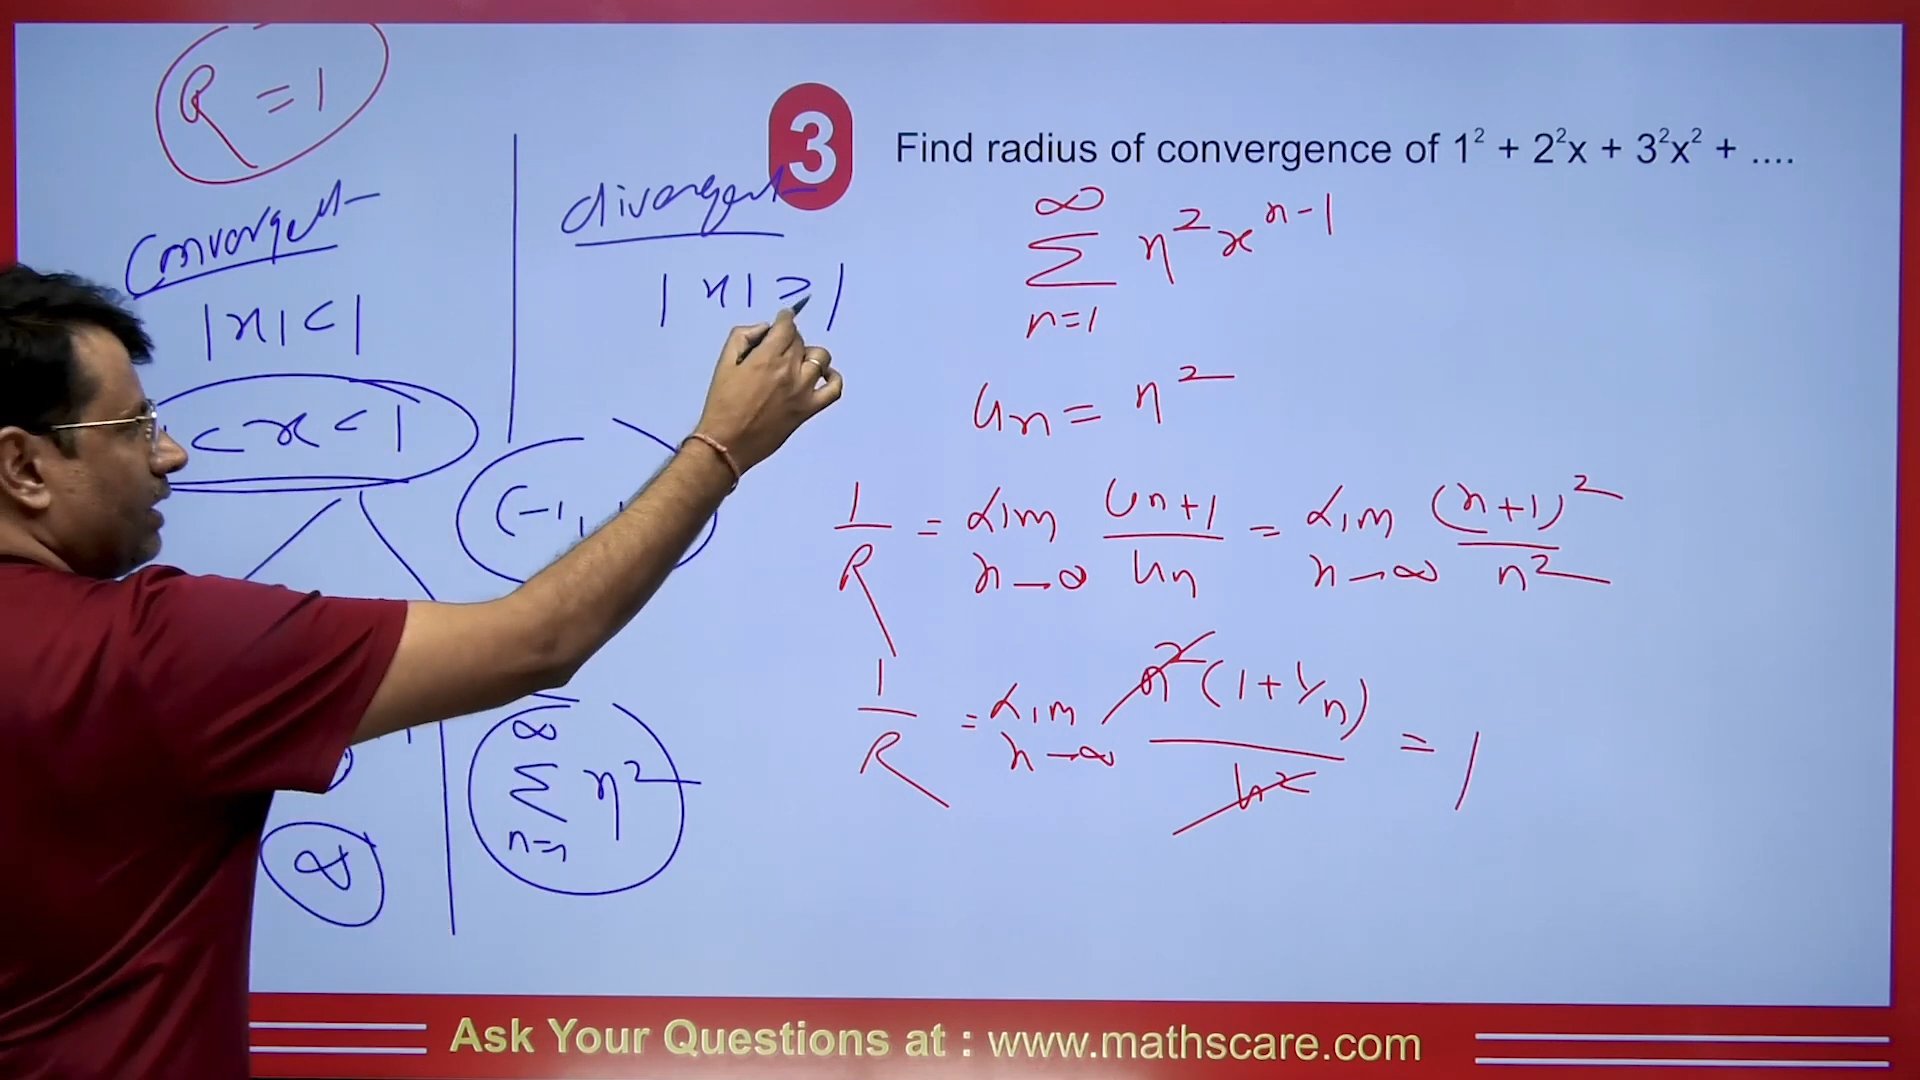 R = 1
Convergent
|x| < 1
< x < 1
divergent
|x| ≥ 1
(-1,
∞
∑ n²
n=1
∞
3
Find radius of convergence of 1² + 2²x + 3²x² + ....
∞
∑ n² x^{n-1}
n=1
Un = n²
1/R = Lim n→∞ Un+1/Un = Lim n→∞ (n+1)²/n²
1/R = Lim n→∞ n²(1+1/n)/n² = 1
Ask Your Questions at : www.mathscare.com